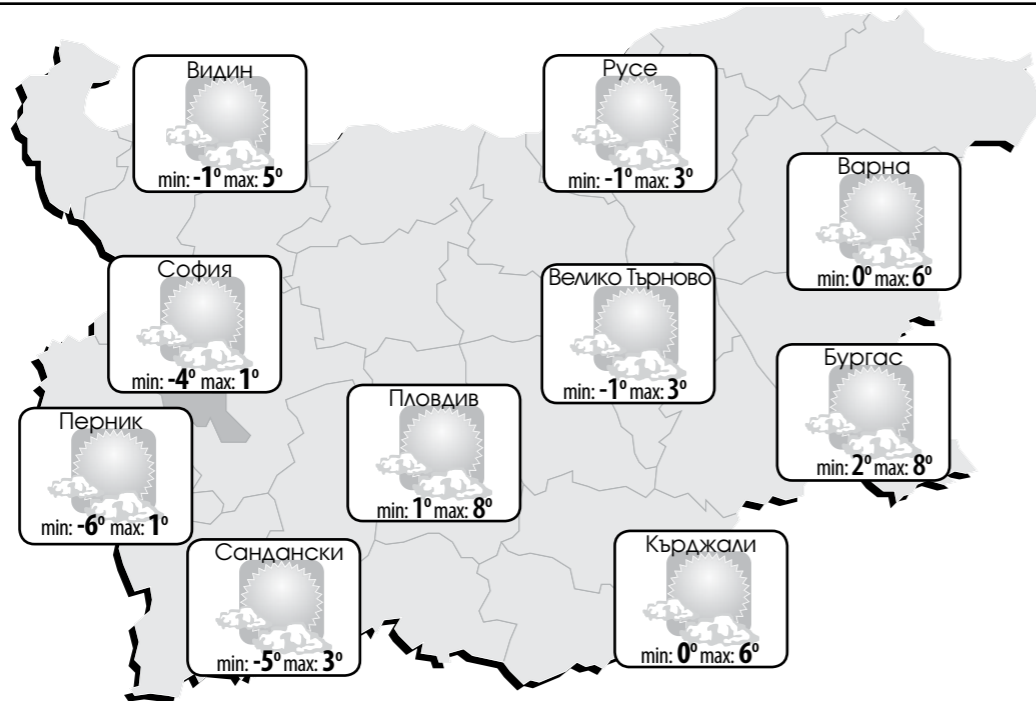 Видин
min: -1° max: 5°
Русе
min: -1° max: 3°
Варна
min: 0° max: 6°
София
min: -4° max: 1°
Велико Търново
min: -1° max: 3°
Бургас
min: 2° max: 8°
Пловдив
min: 1° max: 8°
Перник
min: -6° max: 1°
Сандански
min: -5° max: 3°
Кърджали
min: 0° max: 6°